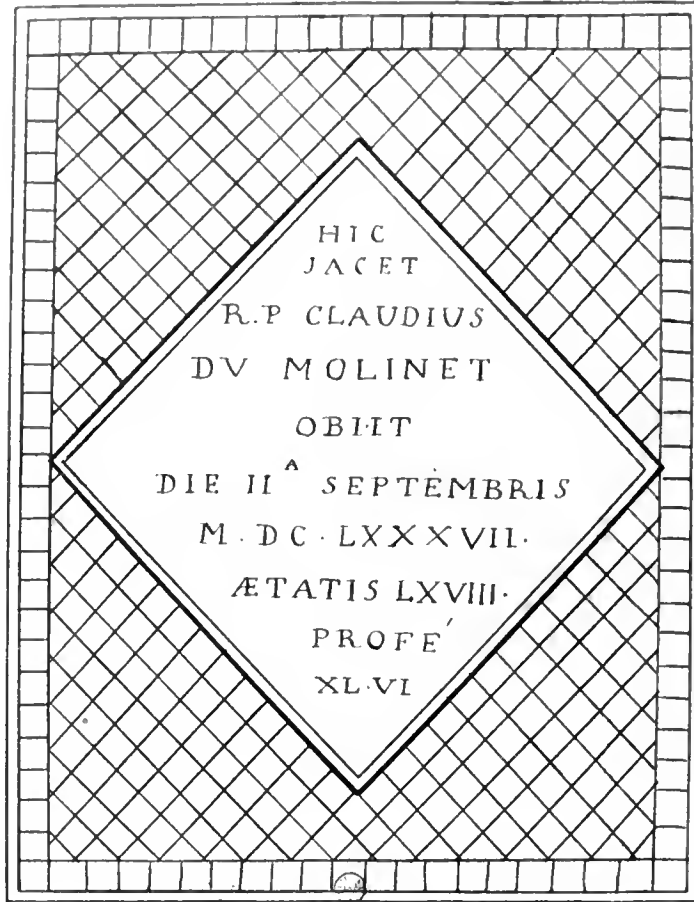 HIC
JACET
R.P CLAUDIUS
DV MOLINET
OBIIT
DIE II^A SEPTEMBRIS
M.DC.LXXXVII.
ÆTATIS LXVIII.
PROFE´
XL.VI